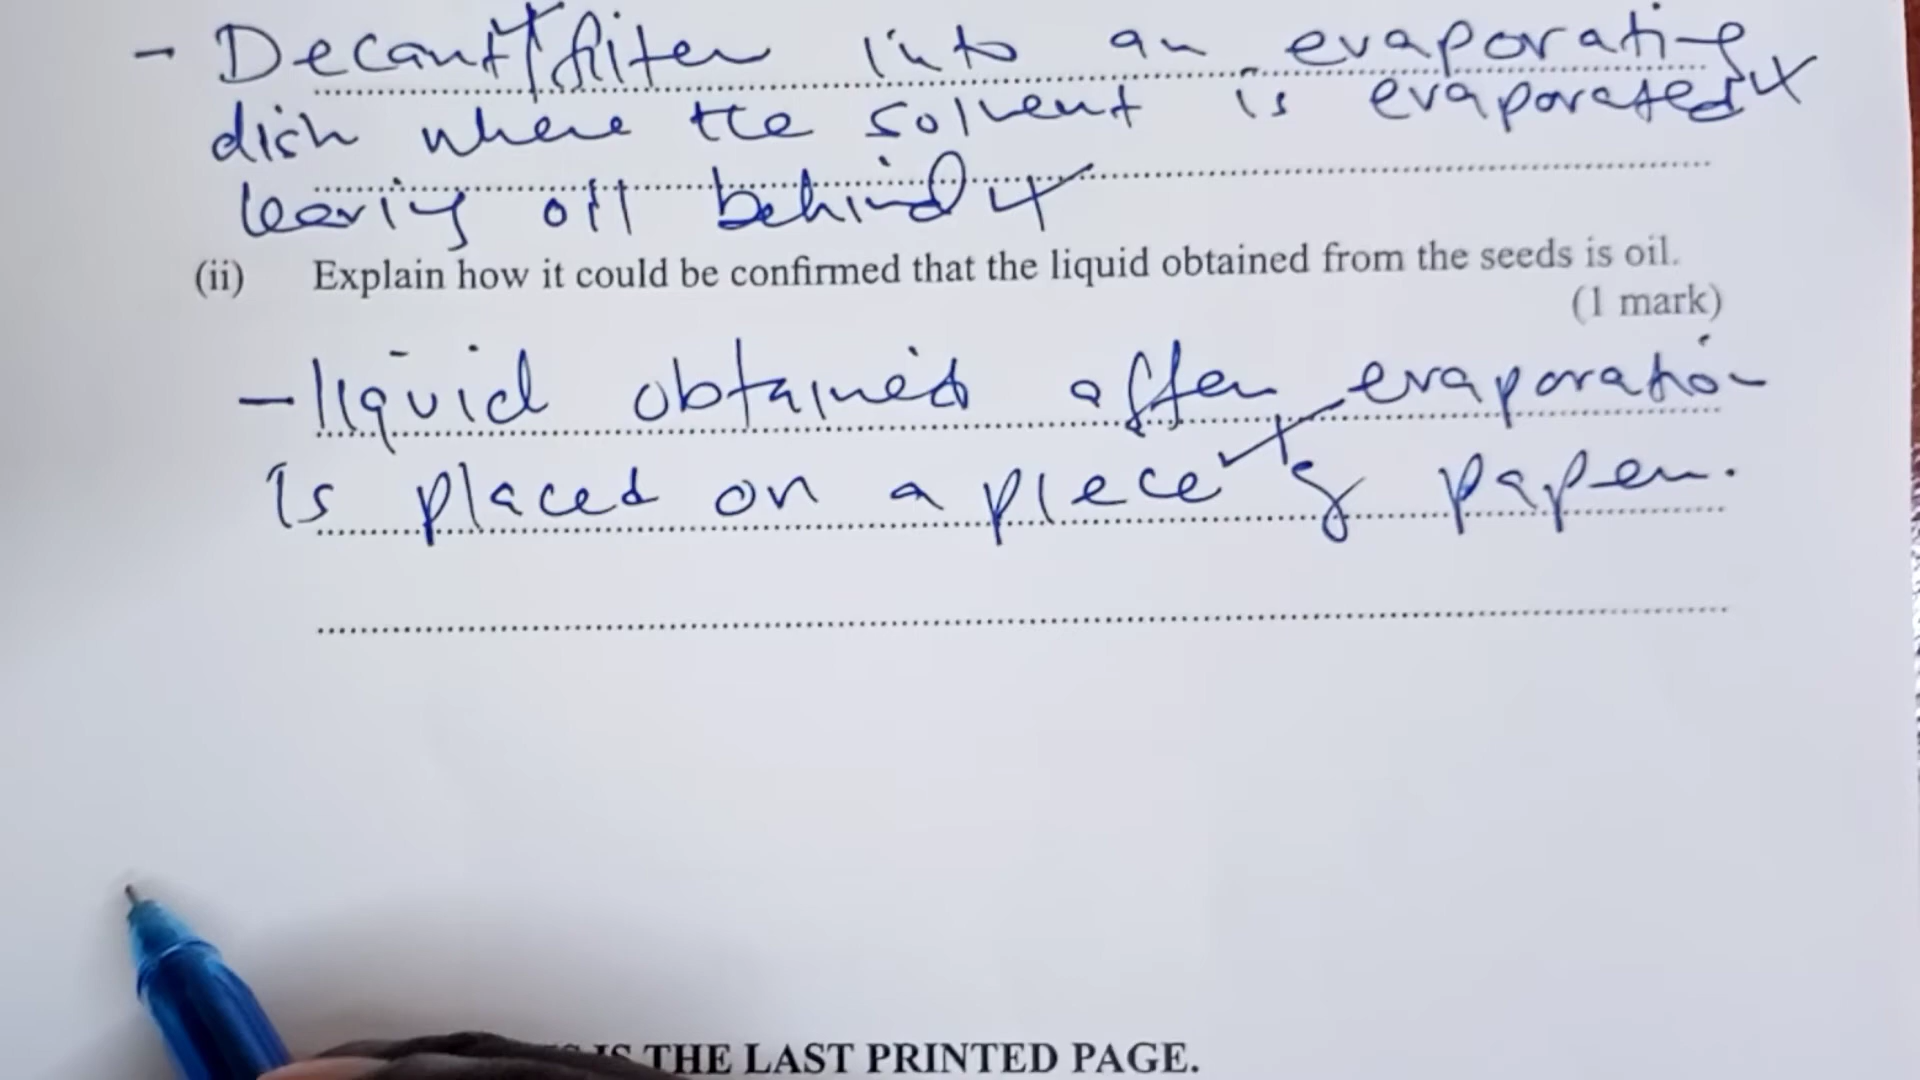 - Decant/filter into an evaporating
dish where the solvent is evaporated
leaving oil behind
(ii) Explain how it could be confirmed that the liquid obtained from the seeds is oil.
(1 mark)
- liquid obtained after evaporation
is placed on a piece of paper.
IS THE LAST PRINTED PAGE.